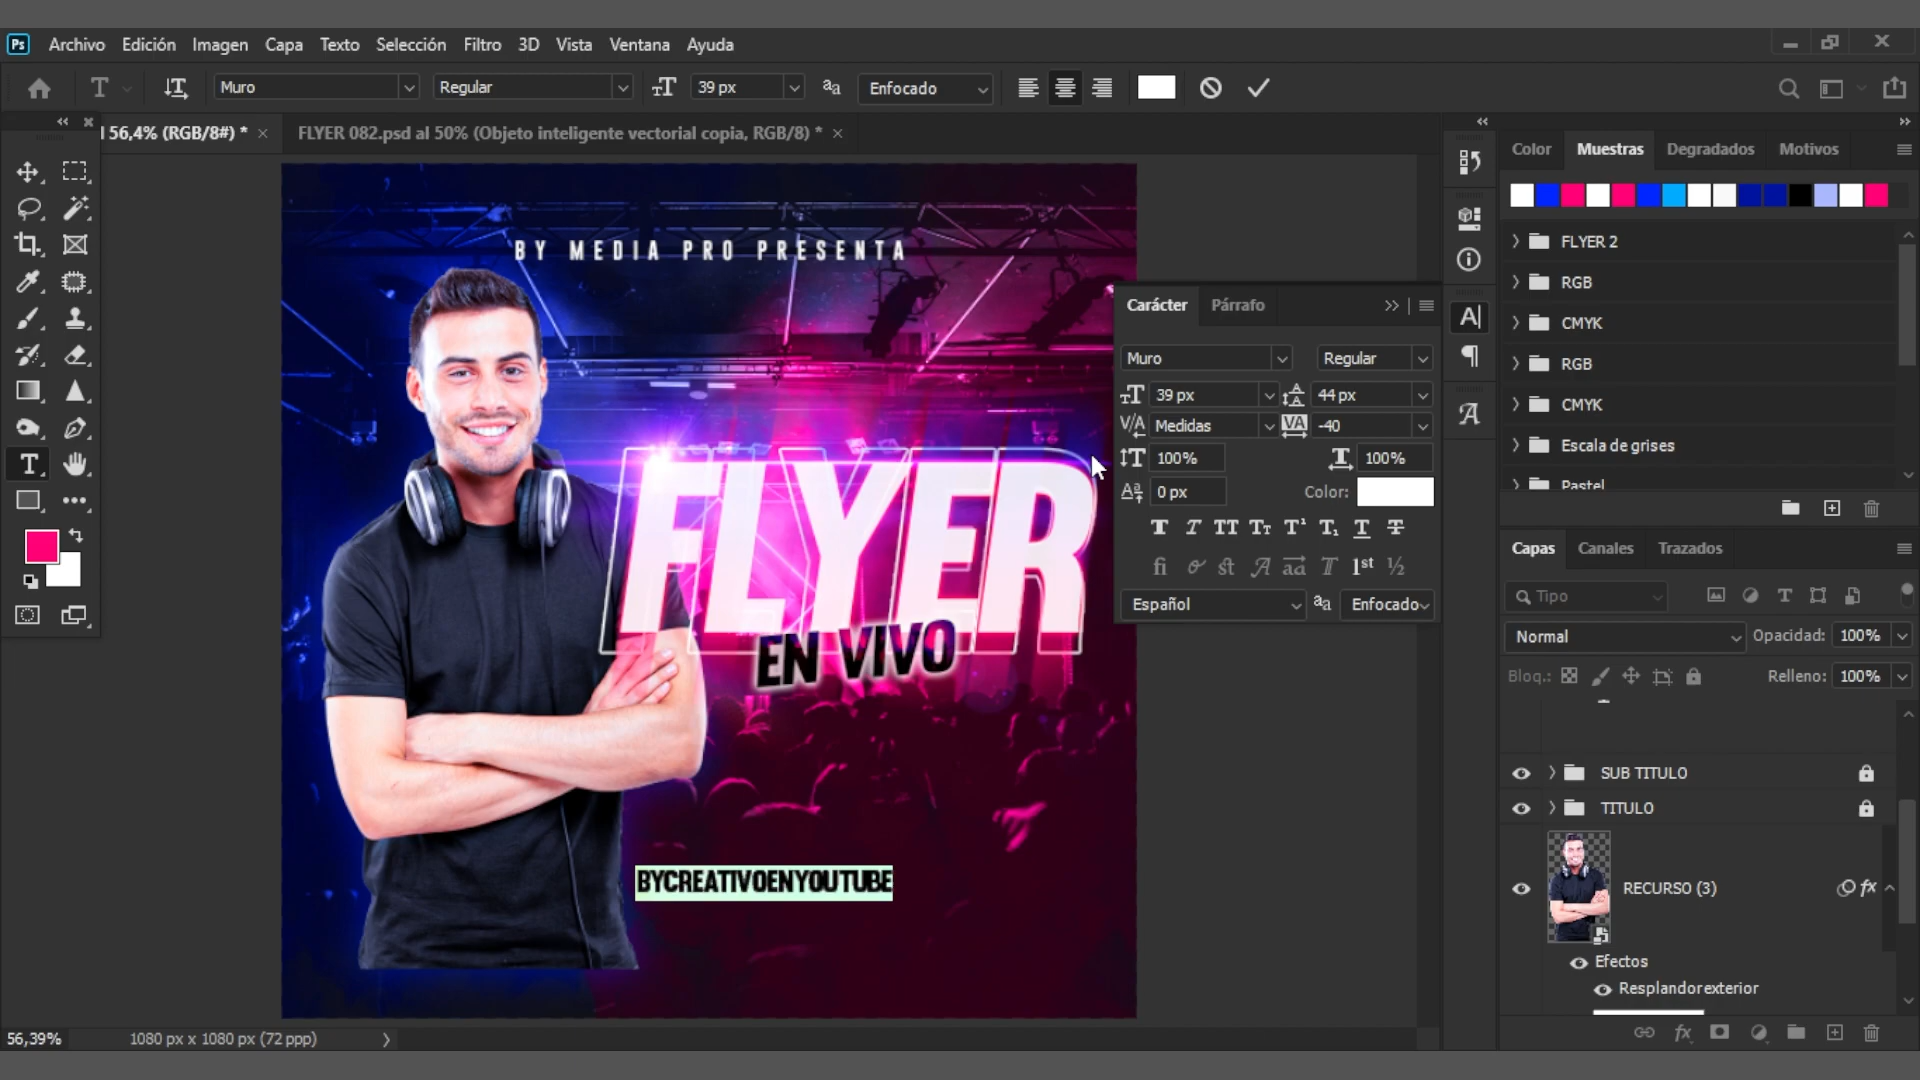 Ps Archivo Edición Imagen Capa Texto Selección Filtro 3D Vista Ventana Ayuda
Muro Regular 39 px Enfocado
l 56,4% (RGB/8#) * × FLYER 082.psd al 50% (Objeto inteligente vectorial copia, RGB/8) * ×
Color Muestras Degradados Motivos
FLYER 2
RGB
CMYK
RGB
CMYK
Escala de grises
Pastel
BY MEDIA PRO PRESENTA
FLYER
EN VIVO
BYCREATIVOENYOUTUBE
Carácter Párrafo
Muro Regular
39 px 44 px
Medidas -40
100% 100%
0 px Color:
Español Enfocado
Capas Canales Trazados
Tipo
Normal Opacidad: 100%
Bloq.: Relleno: 100%
SUB TITULO
TITULO
RECURSO (3) fx
Efectos
Resplandor exterior
56,39% 1080 px x 1080 px (72 ppp)